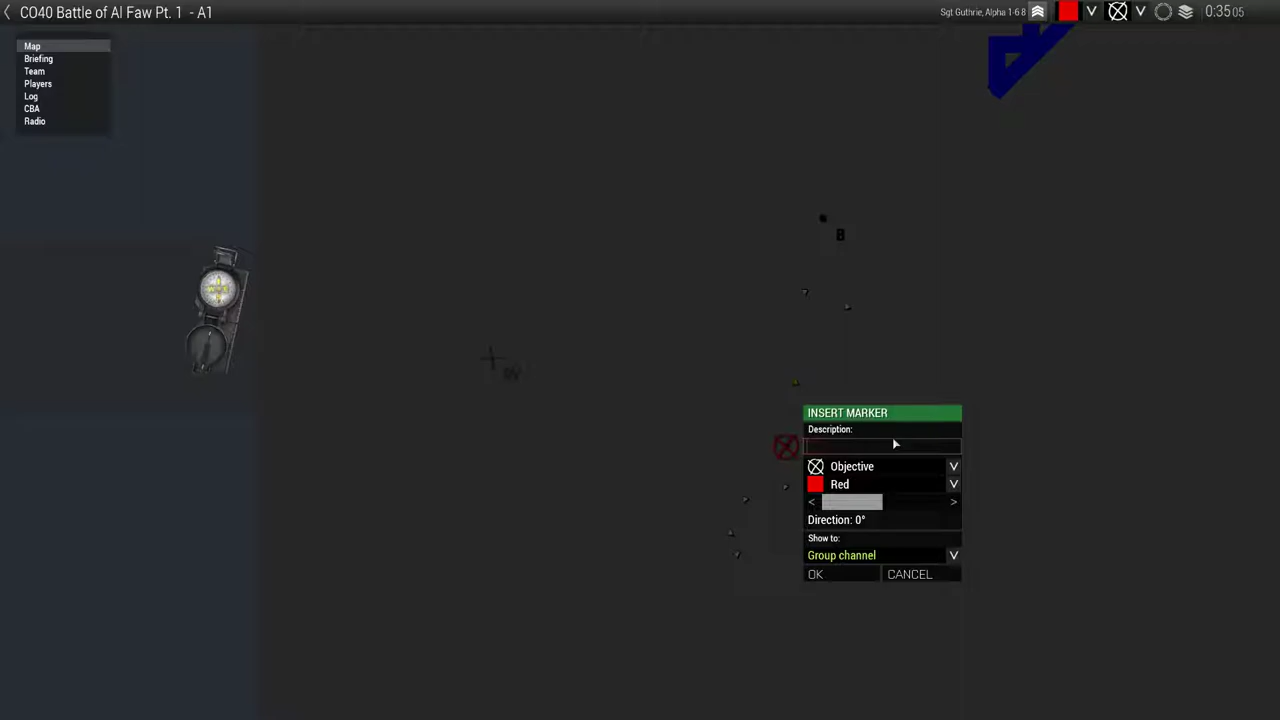 CO40 Battle of Al Faw Pt. 1 - A1
Sgt Guthrie, Alpha 1-6 8
0:35 05
Map
Briefing
Team
Players
Log
CBA
Radio
B
INSERT MARKER
Description:
Objective
Red
< >
Direction: 0°
Show to:
Group channel
OK CANCEL